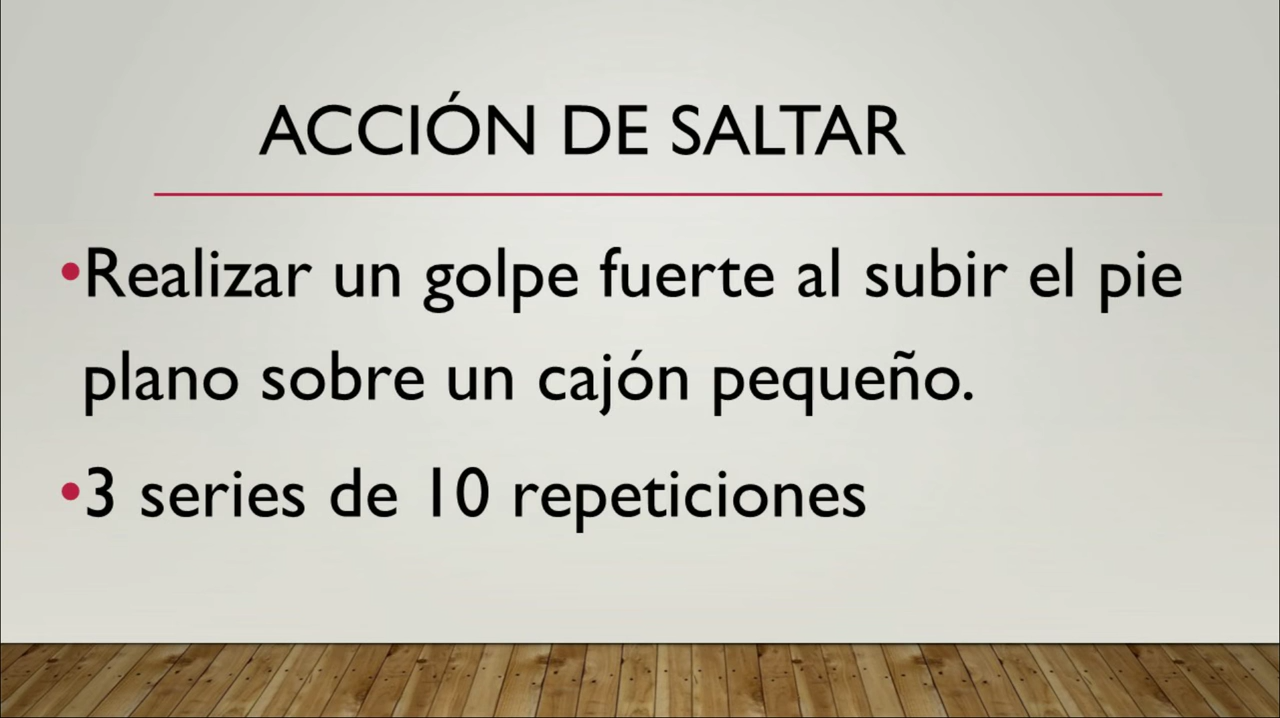 ACCIÓN DE SALTAR
•Realizar un golpe fuerte al subir el pie
plano sobre un cajón pequeño.
•3 series de 10 repeticiones